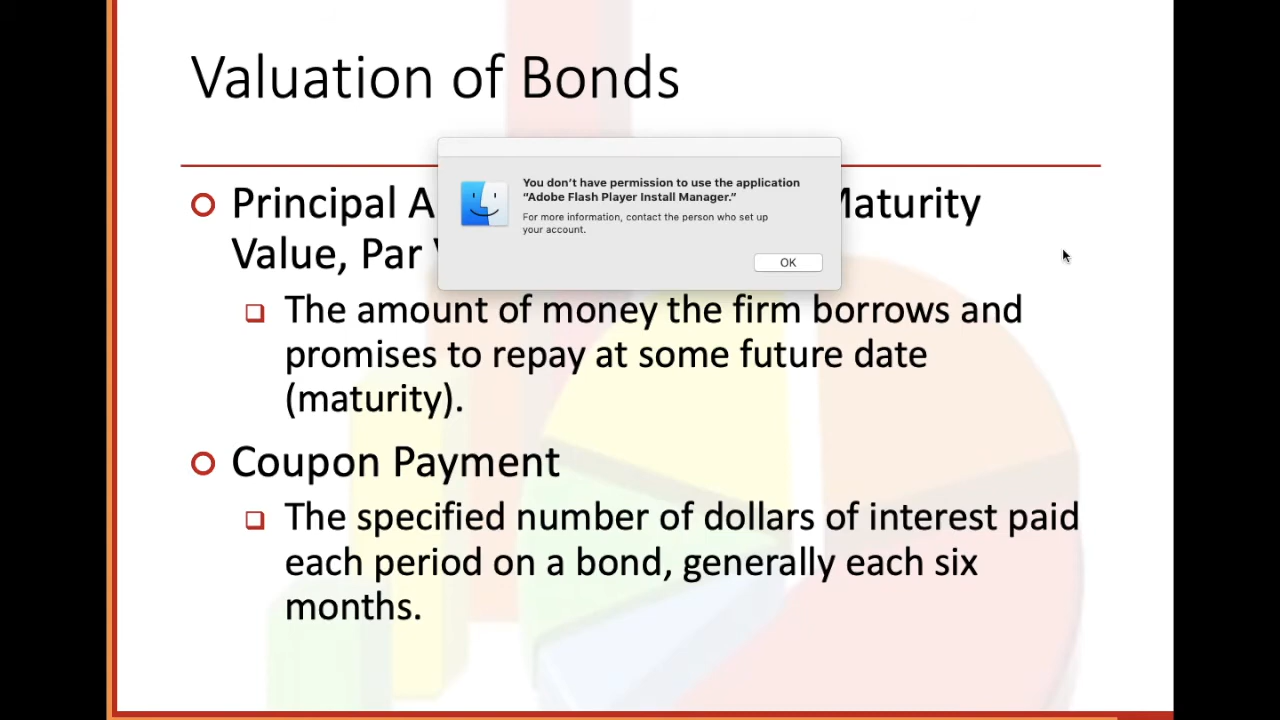 Valuation of Bonds
You don't have permission to use the application
“Adobe Flash Player Install Manager.”
For more information, contact the person who set up
your account.
OK
Principal A
Maturity
Value, Par
The amount of money the firm borrows and
promises to repay at some future date
(maturity).
Coupon Payment
The specified number of dollars of interest paid
each period on a bond, generally each six
months.